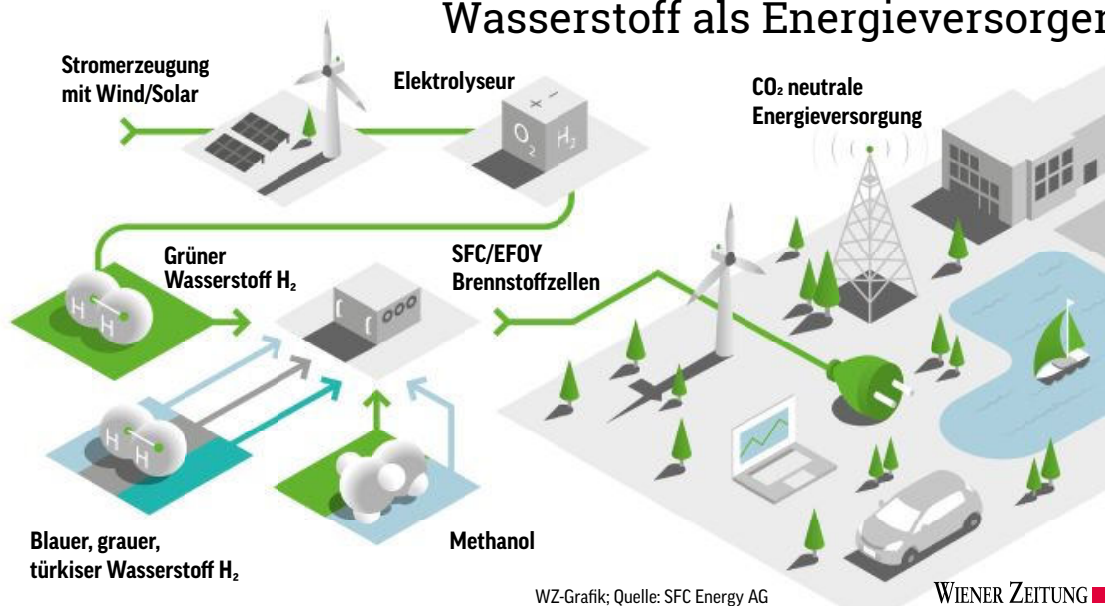 Wasserstoff als Energieversorger
Stromerzeugung
mit Wind/Solar
Elektrolyseur
+ −
O₂
H₂
CO₂ neutrale
Energieversorgung
Grüner
Wasserstoff H₂
H
H
SFC/EFOY
Brennstoffzellen
H
H
Blauer, grauer,
türkiser Wasserstoff H₂
Methanol
WZ-Grafik; Quelle: SFC Energy AG
WIENER ZEITUNG